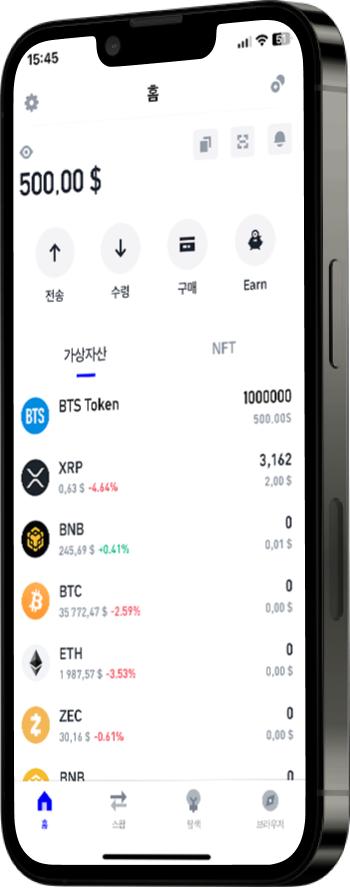 15:45
홈
500,00 $
전송 수령 구매 Earn
가상자산 NFT
BTS
BTS Token 1000000
500.00$
XRP 3,162
0,63 $ -4.64% 2,00 $
BNB 0
245,69 $ +0.41% 0,01 $
BTC 0
35 772,47 $ -2.59% 0,00 $
ETH 0
1 987,57 $ -3.53% 0,00 $
ZEC 0
30,16 $ -0.61% 0,00 $
BNB 0
홈 스왑 탐색 브라우저